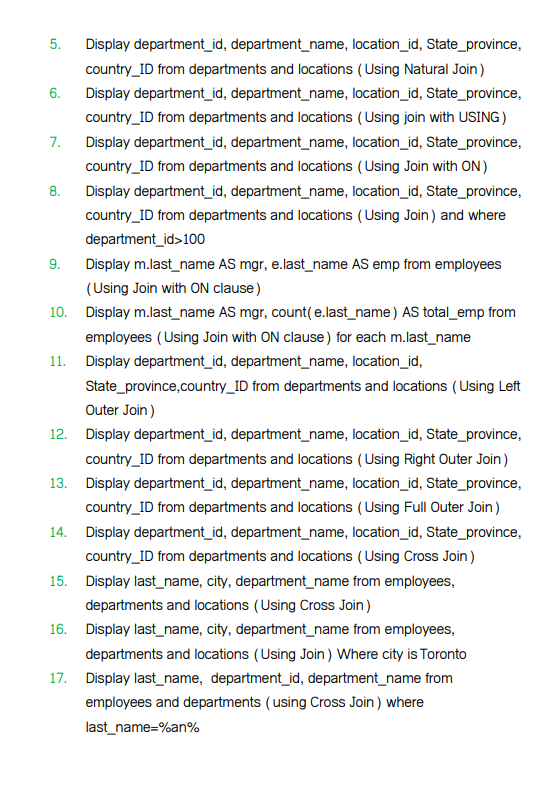 5. Display department_id, department_name, location_id, State_province,
country_ID from departments and locations (Using Natural Join)
6. Display department_id, department_name, location_id, State_province,
country_ID from departments and locations (Using join with USING)
7. Display department_id, department_name, location_id, State_province,
country_ID from departments and locations (Using Join with ON)
8. Display department_id, department_name, location_id, State_province,
country_ID from departments and locations (Using Join) and where
department_id>100
9. Display m.last_name AS mgr, e.last_name AS emp from employees
(Using Join with ON clause)
10. Display m.last_name AS mgr, count(e.last_name) AS total_emp from
employees (Using Join with ON clause) for each m.last_name
11. Display department_id, department_name, location_id,
State_province,country_ID from departments and locations (Using Left
Outer Join)
12. Display department_id, department_name, location_id, State_province,
country_ID from departments and locations (Using Right Outer Join)
13. Display department_id, department_name, location_id, State_province,
country_ID from departments and locations (Using Full Outer Join)
14. Display department_id, department_name, location_id, State_province,
country_ID from departments and locations (Using Cross Join)
15. Display last_name, city, department_name from employees,
departments and locations (Using Cross Join)
16. Display last_name, city, department_name from employees,
departments and locations (Using Join) Where city is Toronto
17. Display last_name, department_id, department_name from
employees and departments (using Cross Join) where
last_name=%an%